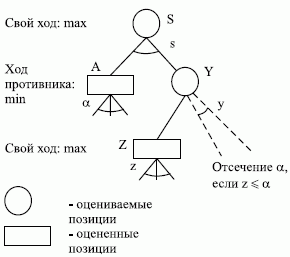 Свой ход: max
S
s
Ход
противника:
min
A
α
Y
y
Свой ход: max
Z
z
Отсечение α,
если z ⩽ α
- оцениваемые
позиции
- оцененные
позиции